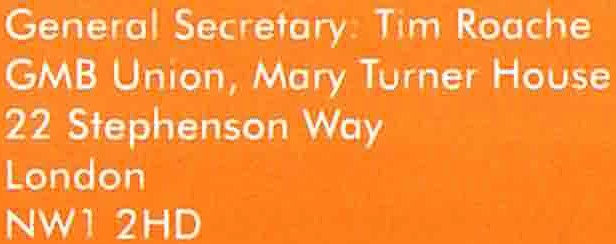 General Secretary: Tim Roache
GMB Union, Mary Turner House
22 Stephenson Way
London
NW1 2HD